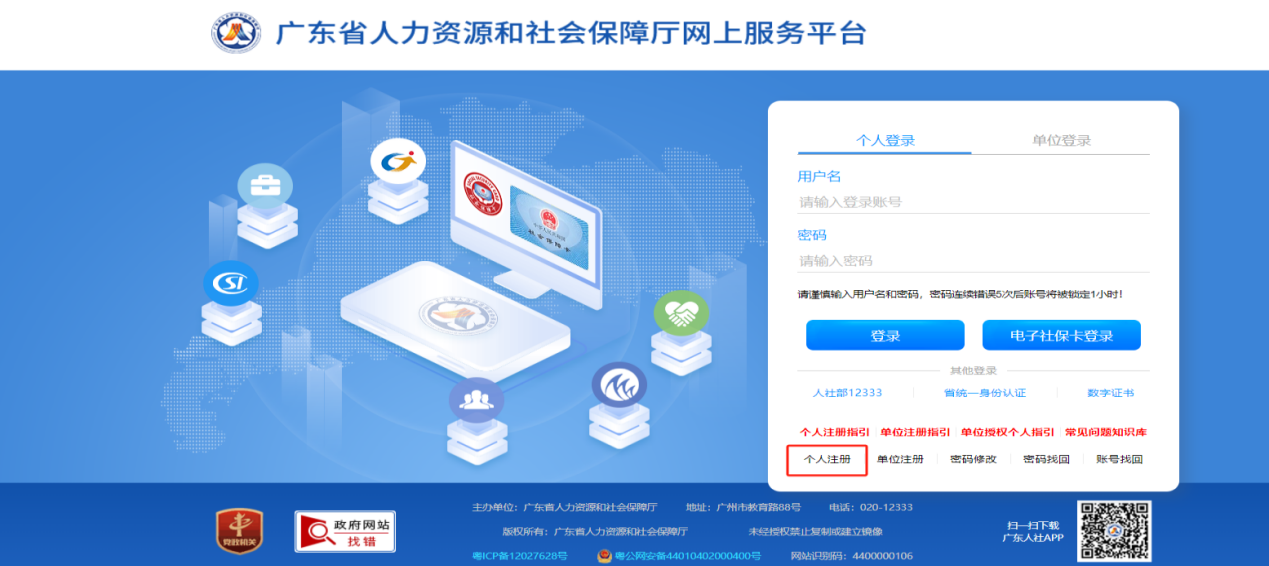 广东省人力资源和社会保障厅网上服务平台
个人登录 单位登录
用户名
请输入登录账号
密码
请输入密码
请谨慎输入用户名和密码，密码连续错误5次后账号将被锁定1小时！
登录 电子社保卡登录
其他登录
人社部12333 省统一身份认证 数字证书
个人注册指引 单位注册指引 单位授权个人指引 常见问题知识库
个人注册 单位注册 密码修改 密码找回 账号找回
党政机关
政府网站
找错
主办单位：广东省人力资源和社会保障厅 地址：广州市教育路88号 电话：020-12333
版权所有：广东省人力资源和社会保障厅 未经授权禁止复制或建立镜像
粤ICP备12027628号 粤公网安备44010402000400号 网站识别码：4400000106
扫一扫下载
广东人社APP